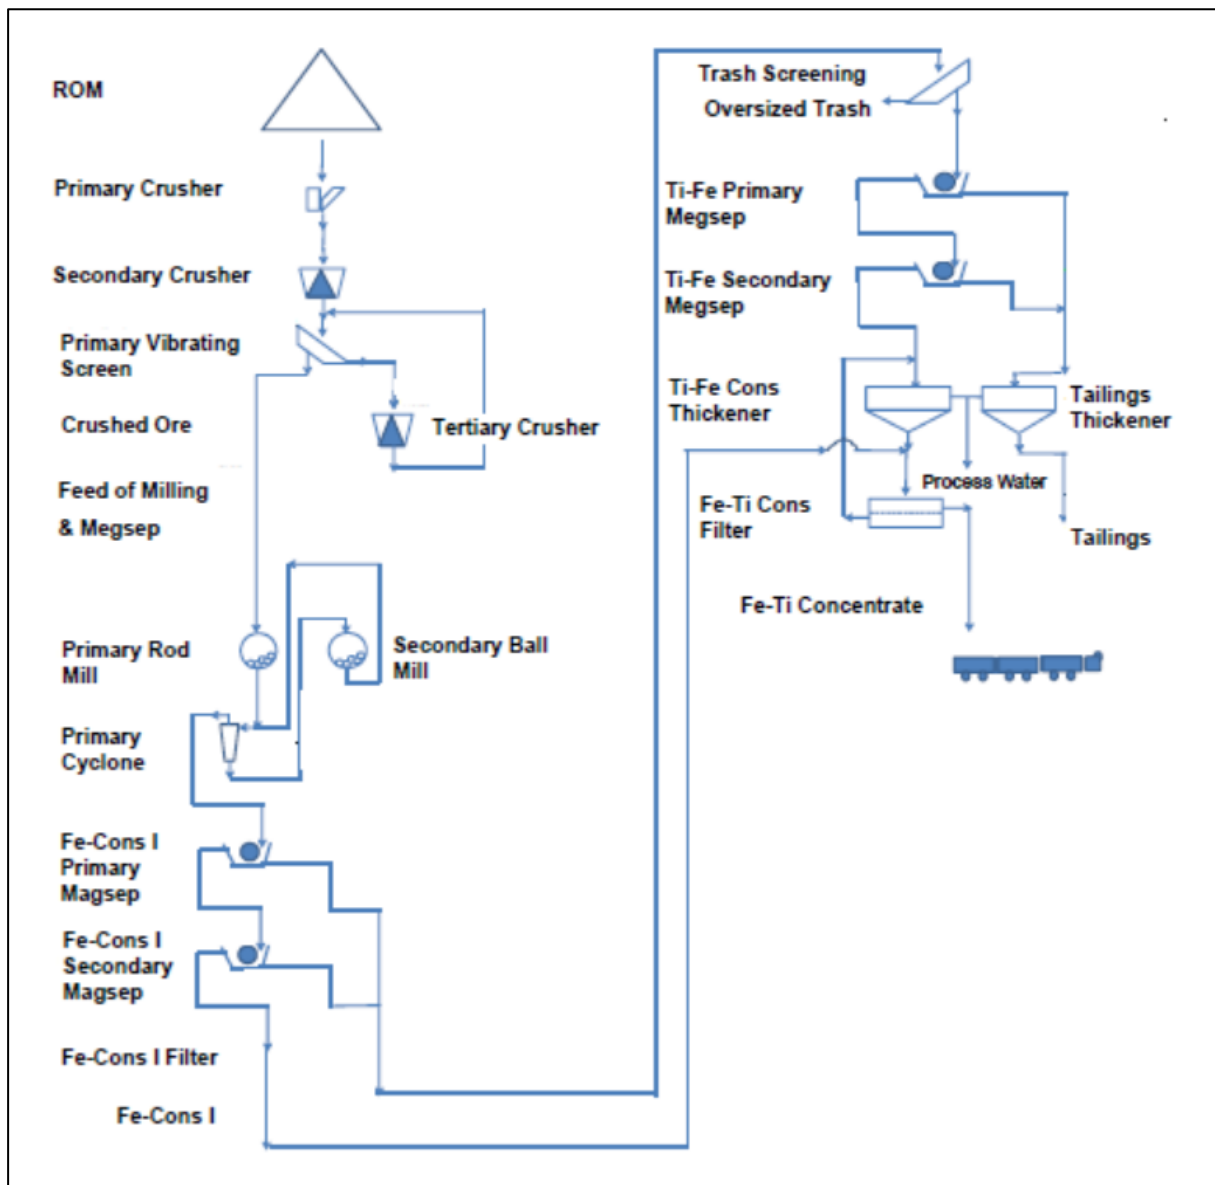 ROM
Primary Crusher
Secondary Crusher
Primary Vibrating
Screen
Crushed Ore
Tertiary Crusher
Feed of Milling
& Megsep
Primary Rod
Mill
Secondary Ball
Mill
Primary
Cyclone
Fe-Cons I
Primary
Magsep
Fe-Cons I
Secondary
Magsep
Fe-Cons I Filter
Fe-Cons I
Trash Screening
Oversized Trash
Ti-Fe Primary
Megsep
Ti-Fe Secondary
Megsep
Ti-Fe Cons
Thickener
Tailings
Thickener
Process Water
Fe-Ti Cons
Filter
Tailings
Fe-Ti Concentrate